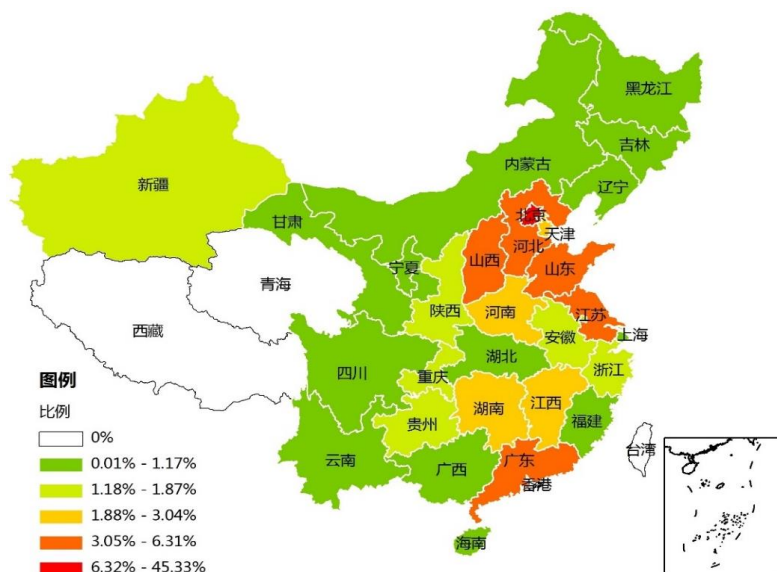 黑龙江
吉林
辽宁
内蒙古
新疆
甘肃
北京
天津
河北
山西
山东
宁夏
青海
陕西
河南
江苏
西藏
安徽
上海
湖北
浙江
四川
重庆
湖南
江西
贵州
福建
云南
广西
广东
台湾
香港
海南
图例
比例
0%
0.01% - 1.17%
1.18% - 1.87%
1.88% - 3.04%
3.05% - 6.31%
6.32% - 45.33%